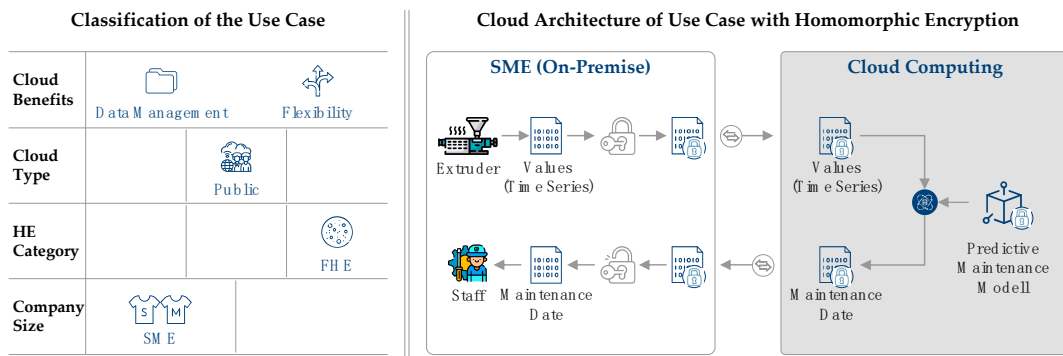 Classification of the Use Case
Cloud Benefits
Data Management
Flexibility
Cloud Type
Public
HE Category
FHE
Company Size
S M
SME
Cloud Architecture of Use Case with Homomorphic Encryption
SME (On-Premise)
Cloud Computing
Extruder
Values
(Time Series)
Values
(Time Series)
Predictive
Maintenance
Modell
Staff
Maintenance
Date
Maintenance
Date